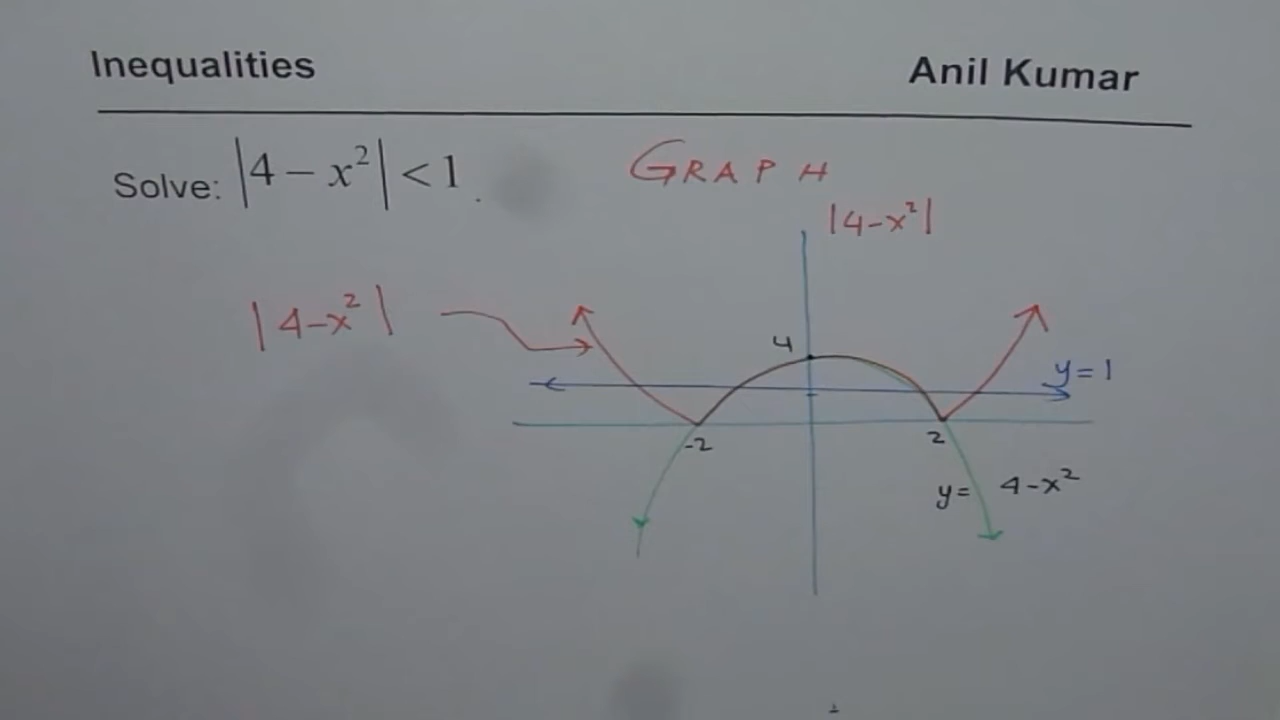 Inequalities Anil Kumar
Solve: |4 − x²| < 1.
GRAPH
|4-x²|
|4-x²|
4
y=1
-2 2
y= 4-x²